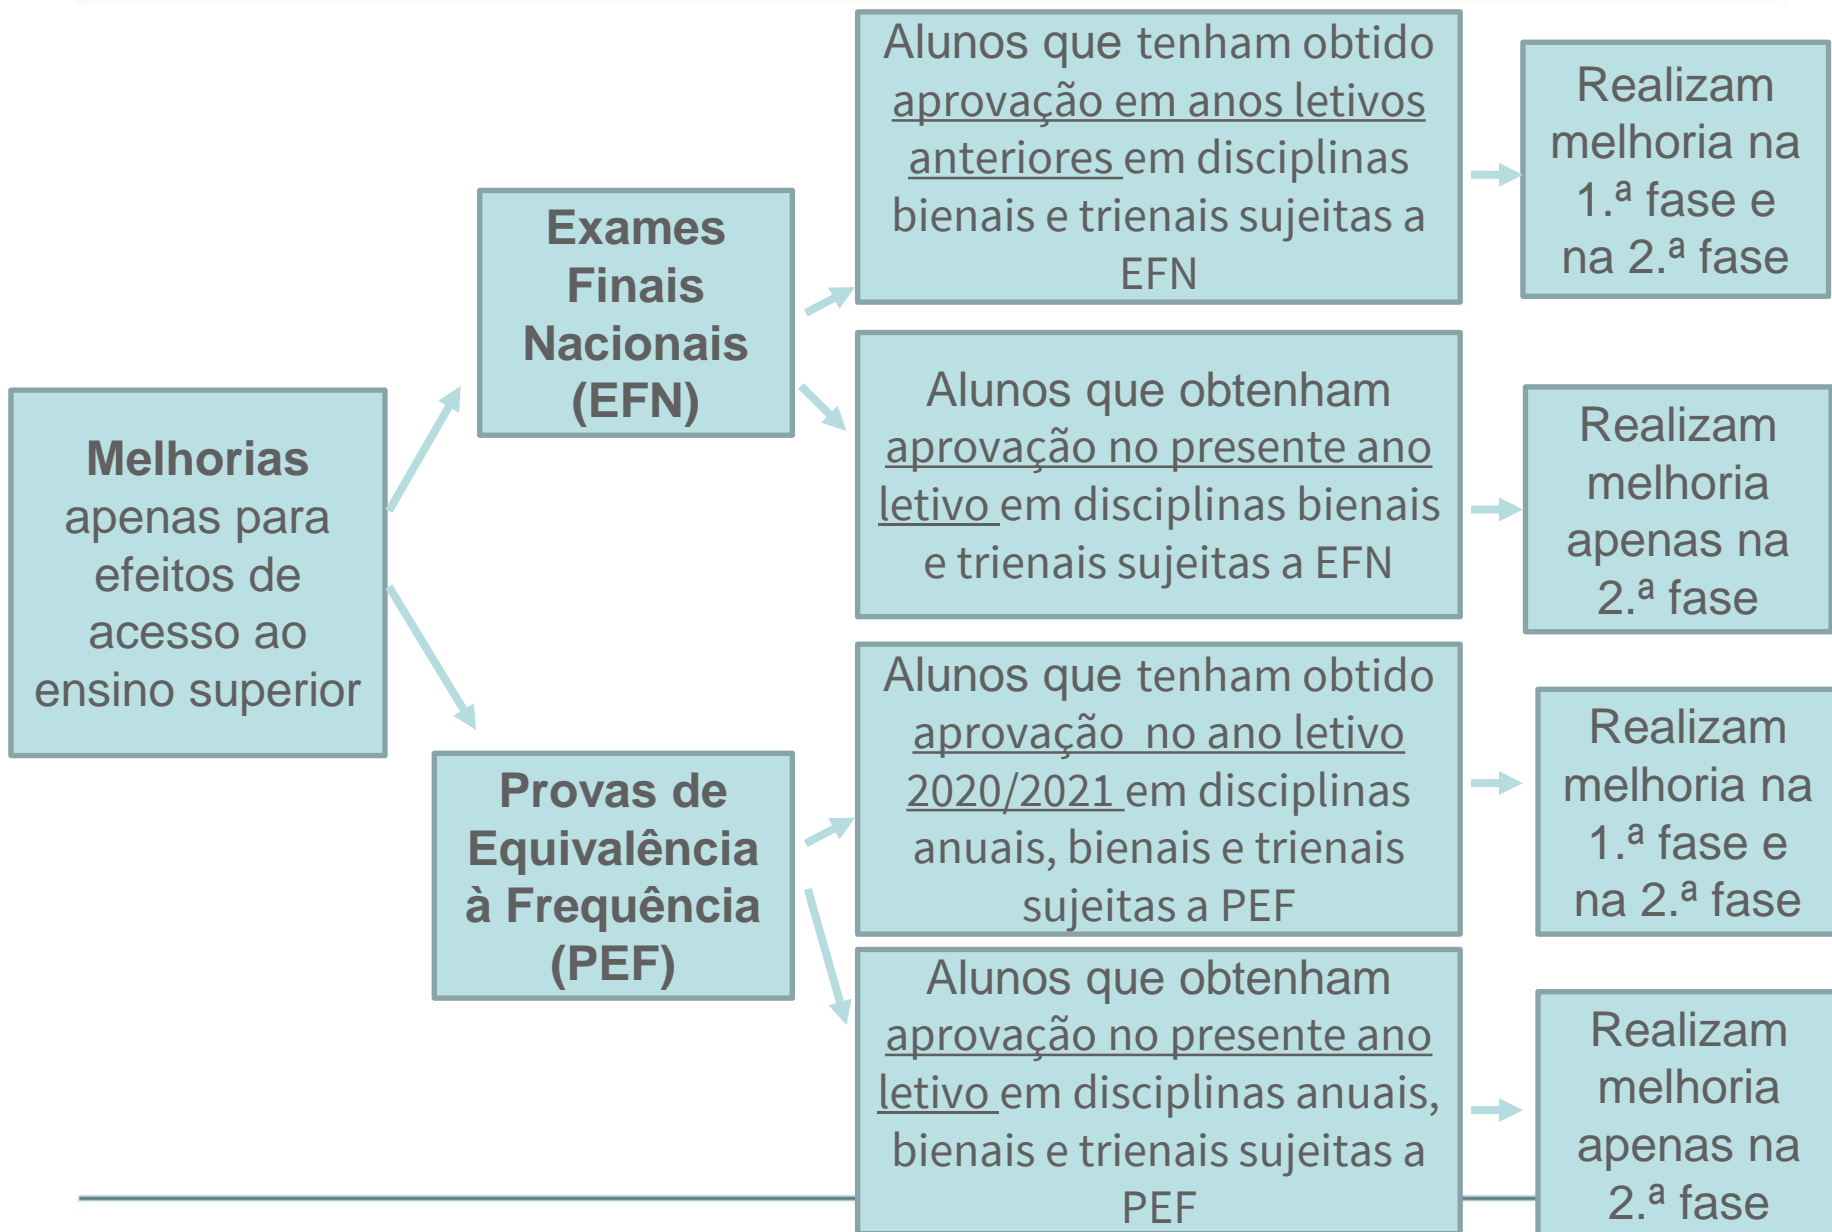 Melhorias
apenas para
efeitos de
acesso ao
ensino superior
Exames
Finais
Nacionais
(EFN)
Alunos que tenham obtido
aprovação em anos letivos
anteriores em disciplinas
bienais e trienais sujeitas a
EFN
Realizam
melhoria na
1.ª fase e
na 2.ª fase
Alunos que obtenham
aprovação no presente ano
letivo em disciplinas bienais
e trienais sujeitas a EFN
Realizam
melhoria
apenas na
2.ª fase
Provas de
Equivalência
à Frequência
(PEF)
Alunos que tenham obtido
aprovação no ano letivo
2020/2021 em disciplinas
anuais, bienais e trienais
sujeitas a PEF
Realizam
melhoria na
1.ª fase e
na 2.ª fase
Alunos que obtenham
aprovação no presente ano
letivo em disciplinas anuais,
bienais e trienais sujeitas a
PEF
Realizam
melhoria
apenas na
2.ª fase